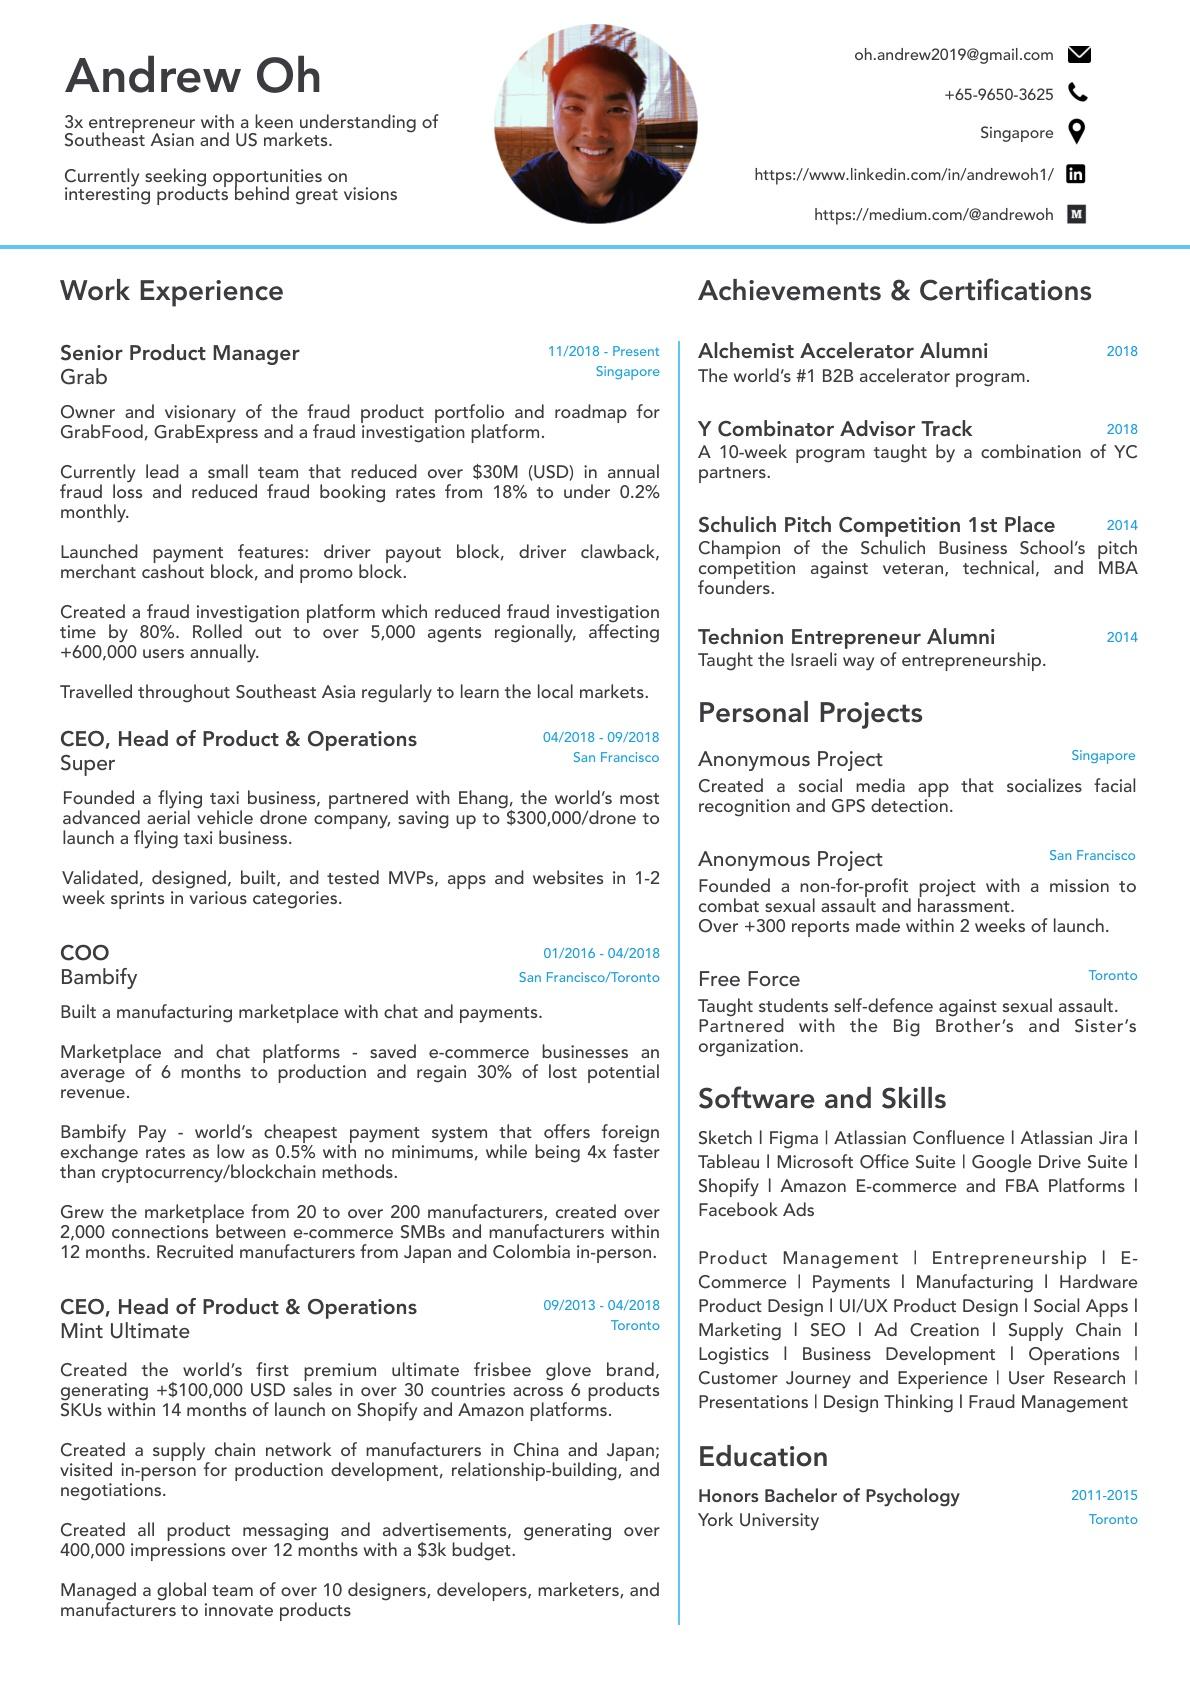 Andrew Oh
3x entrepreneur with a keen understanding of
Southeast Asian and US markets.
Currently seeking opportunities on
interesting products behind great visions
oh.andrew2019@gmail.com
+65-9650-3625
Singapore
https://www.linkedin.com/in/andrewoh1/
in
https://medium.com/@andrewoh
M
Work Experience
Senior Product Manager
11/2018 - Present
Grab
Singapore
Owner and visionary of the fraud product portfolio and roadmap for
GrabFood, GrabExpress and a fraud investigation platform.
Currently lead a small team that reduced over $30M (USD) in annual
fraud loss and reduced fraud booking rates from 18% to under 0.2%
monthly.
Launched payment features: driver payout block, driver clawback,
merchant cashout block, and promo block.
Created a fraud investigation platform which reduced fraud investigation
time by 80%. Rolled out to over 5,000 agents regionally, affecting
+600,000 users annually.
Travelled throughout Southeast Asia regularly to learn the local markets.
CEO, Head of Product & Operations
04/2018 - 09/2018
Super
San Francisco
Founded a flying taxi business, partnered with Ehang, the world's most
advanced aerial vehicle drone company, saving up to $300,000/drone to
launch a flying taxi business.
Validated, designed, built, and tested MVPs, apps and websites in 1-2
week sprints in various categories.
COO
01/2016 - 04/2018
Bambify
San Francisco/Toronto
Built a manufacturing marketplace with chat and payments.
Marketplace and chat platforms - saved e-commerce businesses an
average of 6 months to production and regain 30% of lost potential
revenue.
Bambify Pay - world's cheapest payment system that offers foreign
exchange rates as low as 0.5% with no minimums, while being 4x faster
than cryptocurrency/blockchain methods.
Grew the marketplace from 20 to over 200 manufacturers, created over
2,000 connections between e-commerce SMBs and manufacturers within
12 months. Recruited manufacturers from Japan and Colombia in-person.
CEO, Head of Product & Operations
09/2013 - 04/2018
Mint Ultimate
Toronto
Created the world's first premium ultimate frisbee glove brand,
generating +$100,000 USD sales in over 30 countries across 6 products
SKUs within 14 months of launch on Shopify and Amazon platforms.
Created a supply chain network of manufacturers in China and Japan;
visited in-person for production development, relationship-building, and
negotiations.
Created all product messaging and advertisements, generating over
400,000 impressions over 12 months with a $3k budget.
Managed a global team of over 10 designers, developers, marketers, and
manufacturers to innovate products
Achievements & Certifications
Alchemist Accelerator Alumni
2018
The world's #1 B2B accelerator program.
Y Combinator Advisor Track
2018
A 10-week program taught by a combination of YC
partners.
Schulich Pitch Competition 1st Place
2014
Champion of the Schulich Business School's pitch
competition against veteran, technical, and MBA
founders.
Technion Entrepreneur Alumni
2014
Taught the Israeli way of entrepreneurship.
Personal Projects
Anonymous Project
Singapore
Created a social media app that socializes facial
recognition and GPS detection.
Anonymous Project
San Francisco
Founded a non-for-profit project with a mission to
combat sexual assault and harassment.
Over +300 reports made within 2 weeks of launch.
Free Force
Toronto
Taught students self-defence against sexual assault.
Partnered with the Big Brother's and Sister's
organization.
Software and Skills
Sketch l Figma | Atlassian Confluence l Atlassian Jira l
Tableau l Microsoft Office Suite | Google Drive Suite l
Shopify l Amazon E-commerce and FBA Platforms l
Facebook Ads
Product Management | Entrepreneurship l E-
Commerce l Payments l Manufacturing l Hardware
Product Design l UI/UX Product Design l Social Apps l
Marketing l SEO l Ad Creation l Supply Chain l
Logistics l Business Development l Operations |
Customer Journey and Experience l User Research l
Presentations l Design Thinking l Fraud Management
Education
Honors Bachelor of Psychology
2011-2015
York University
Toronto